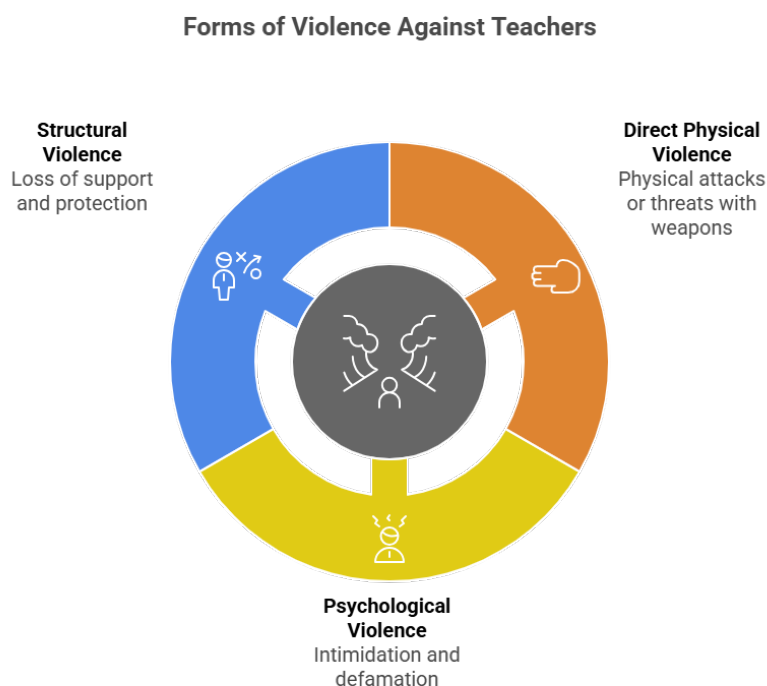 Forms of Violence Against Teachers
Structural
Violence
Loss of support
and protection
Direct Physical
Violence
Physical attacks
or threats with
weapons
Psychological
Violence
Intimidation and
defamation